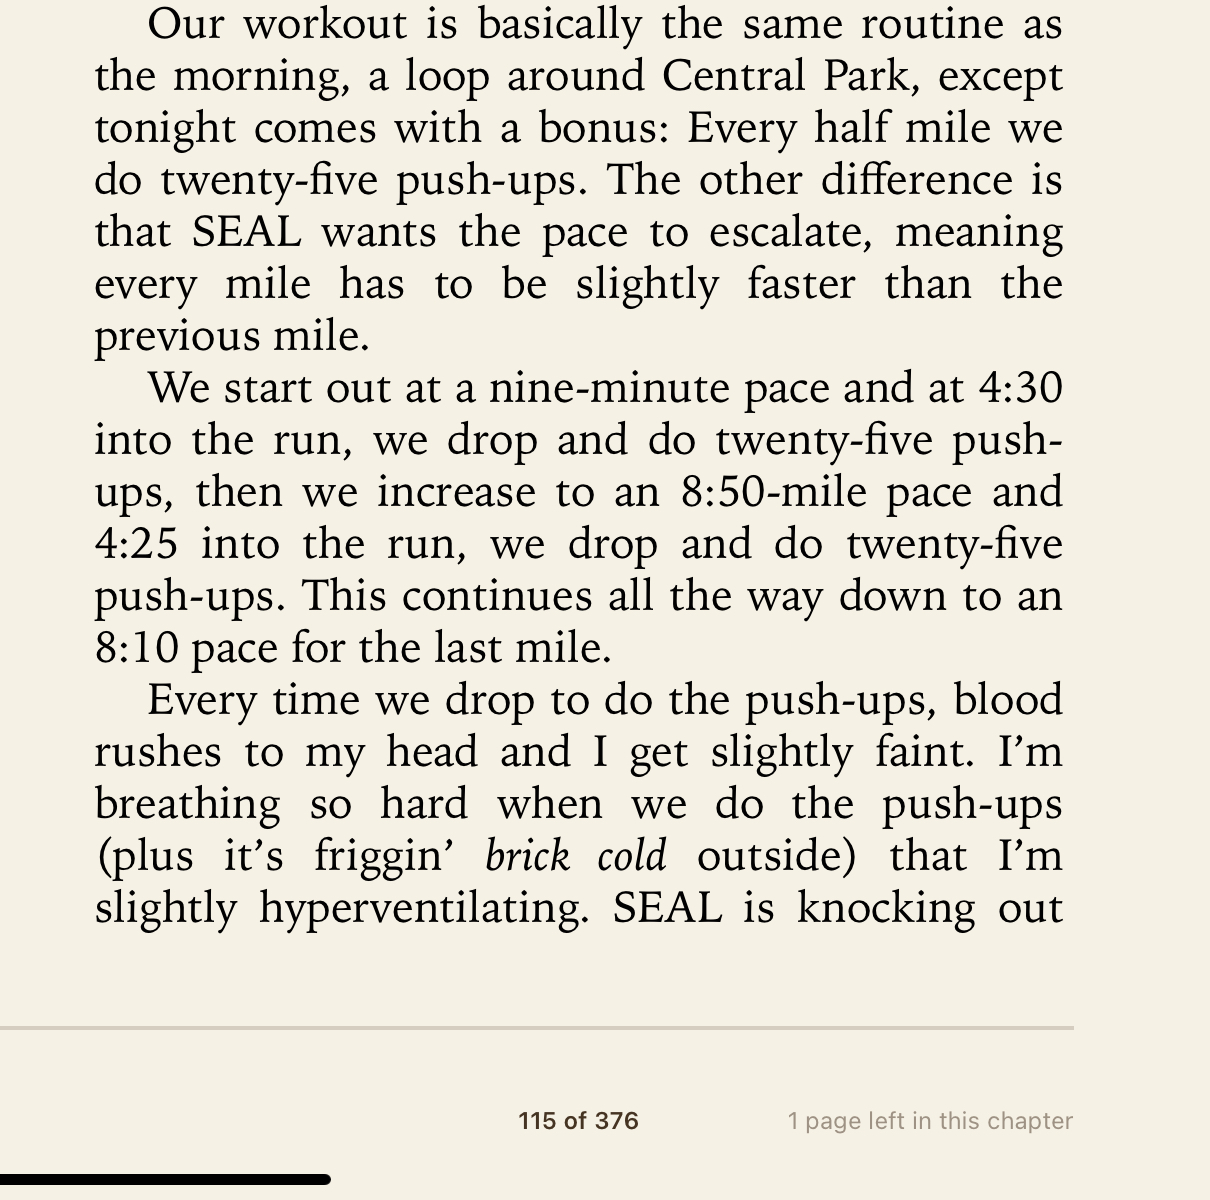 Our workout is basically the same routine as
the morning, a loop around Central Park, except
tonight comes with a bonus: Every half mile we
do twenty-five push-ups. The other difference is
that SEAL wants the pace to escalate, meaning
every mile has to be slightly faster than the
previous mile.
We start out at a nine-minute pace and at 4:30
into the run, we drop and do twenty-five push-
ups, then we increase to an 8:50-mile pace and
4:25 into the run, we drop and do twenty-five
push-ups. This continues all the way down to an
8:10 pace for the last mile.
Every time we drop to do the push-ups, blood
rushes to my head and I get slightly faint. I’m
breathing so hard when we do the push-ups
(plus it’s friggin’ brick cold outside) that I’m
slightly hyperventilating. SEAL is knocking out
115 of 376
1 page left in this chapter